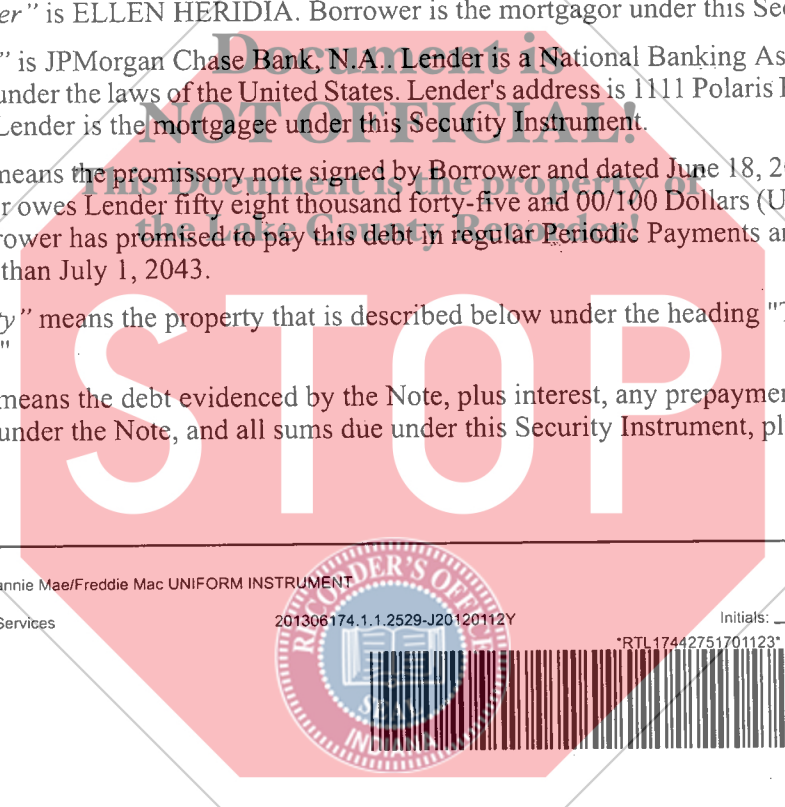 er" is ELLEN HERIDIA. Borrower is the mortgagor under this Sec
" is JPMorgan Chase Bank, N.A.. Lender is a National Banking As
under the laws of the United States. Lender's address is 1111 Polaris
Lender is the mortgagee under this Security Instrument.
means the promissory note signed by Borrower and dated June 18, 2
r owes Lender fifty eight thousand forty-five and 00/100 Dollars (U
rower has promised to pay this debt in regular Periodic Payments a
than July 1, 2043.
ty" means the property that is described below under the heading "T
"
means the debt evidenced by the Note, plus interest, any prepayme
under the Note, and all sums due under this Security Instrument, pl
Document is
NOT OFFICIAL!
This Document is the property of
the Lake County Recorder!
STOP
annie Mae/Freddie Mac UNIFORM INSTRUMENT
Services 201306174.1.1.2529-J20120112Y Initials:
*RTL17442751701123*
RECORDER'S OFFICE
SEAL
INDIANA